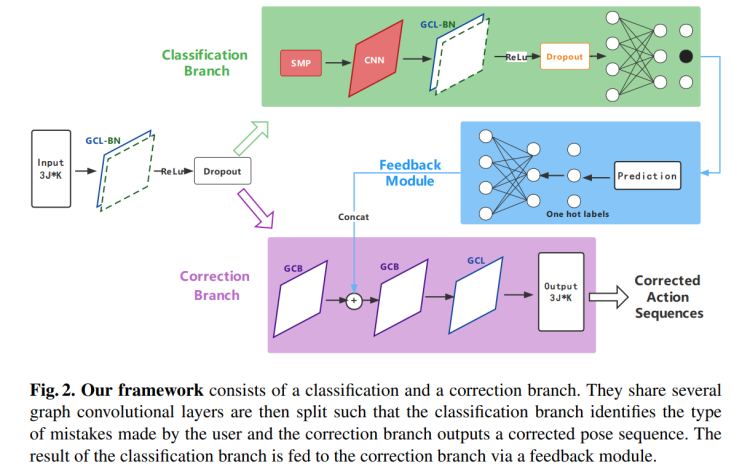 Classification
Branch
SMP
CNN
GCL-BN
ReLu
Dropout
Input
3J*K
GCL-BN
ReLu
Dropout
Feedback
Module
Prediction
One hot labels
Concat
Correction
Branch
GCB
+
GCB
GCL
Output
3J*K
Corrected
Action
Sequences
Fig. 2. Our framework consists of a classification and a correction branch. They share several
graph convolutional layers are then split such that the classification branch identifies the type
of mistakes made by the user and the correction branch outputs a corrected pose sequence. The
result of the classification branch is fed to the correction branch via a feedback module.